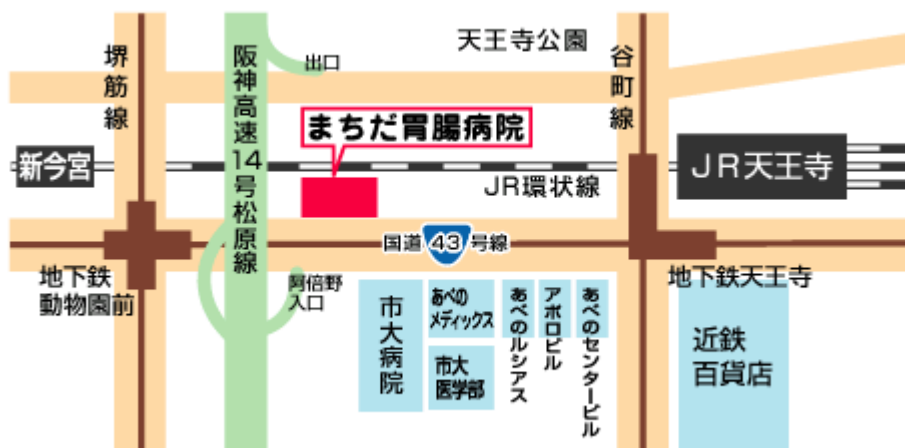 堺筋線
阪神高速14号松原線
出口
天王寺公園
谷町線
まちだ胃腸病院
新今宮
JR環状線
JR天王寺
国道43号線
地下鉄
動物園前
阿倍野
入口
地下鉄天王寺
市大病院
あべの
メディックス
市大
医学部
あべのルシアス
アポロビル
あべのセンタービル
近鉄
百貨店